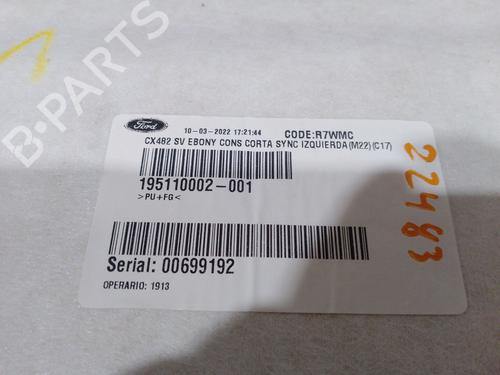 B-PARTS
Ford
10-03-2022 17:21:44
CODE:R7WMC
CX482 SV EBONY CONS CORTA SYNC IZQUIERDA(M22)(C17)
195110002-001
>PU+FG<
Serial: 00699192
OPERARIO: 1913
22483